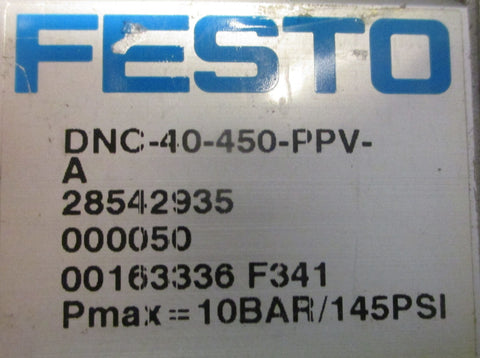 FESTO
DNC-40-450-PPV-
A
28542935
000050
00163336 F341
Pmax = 10BAR/145PSI